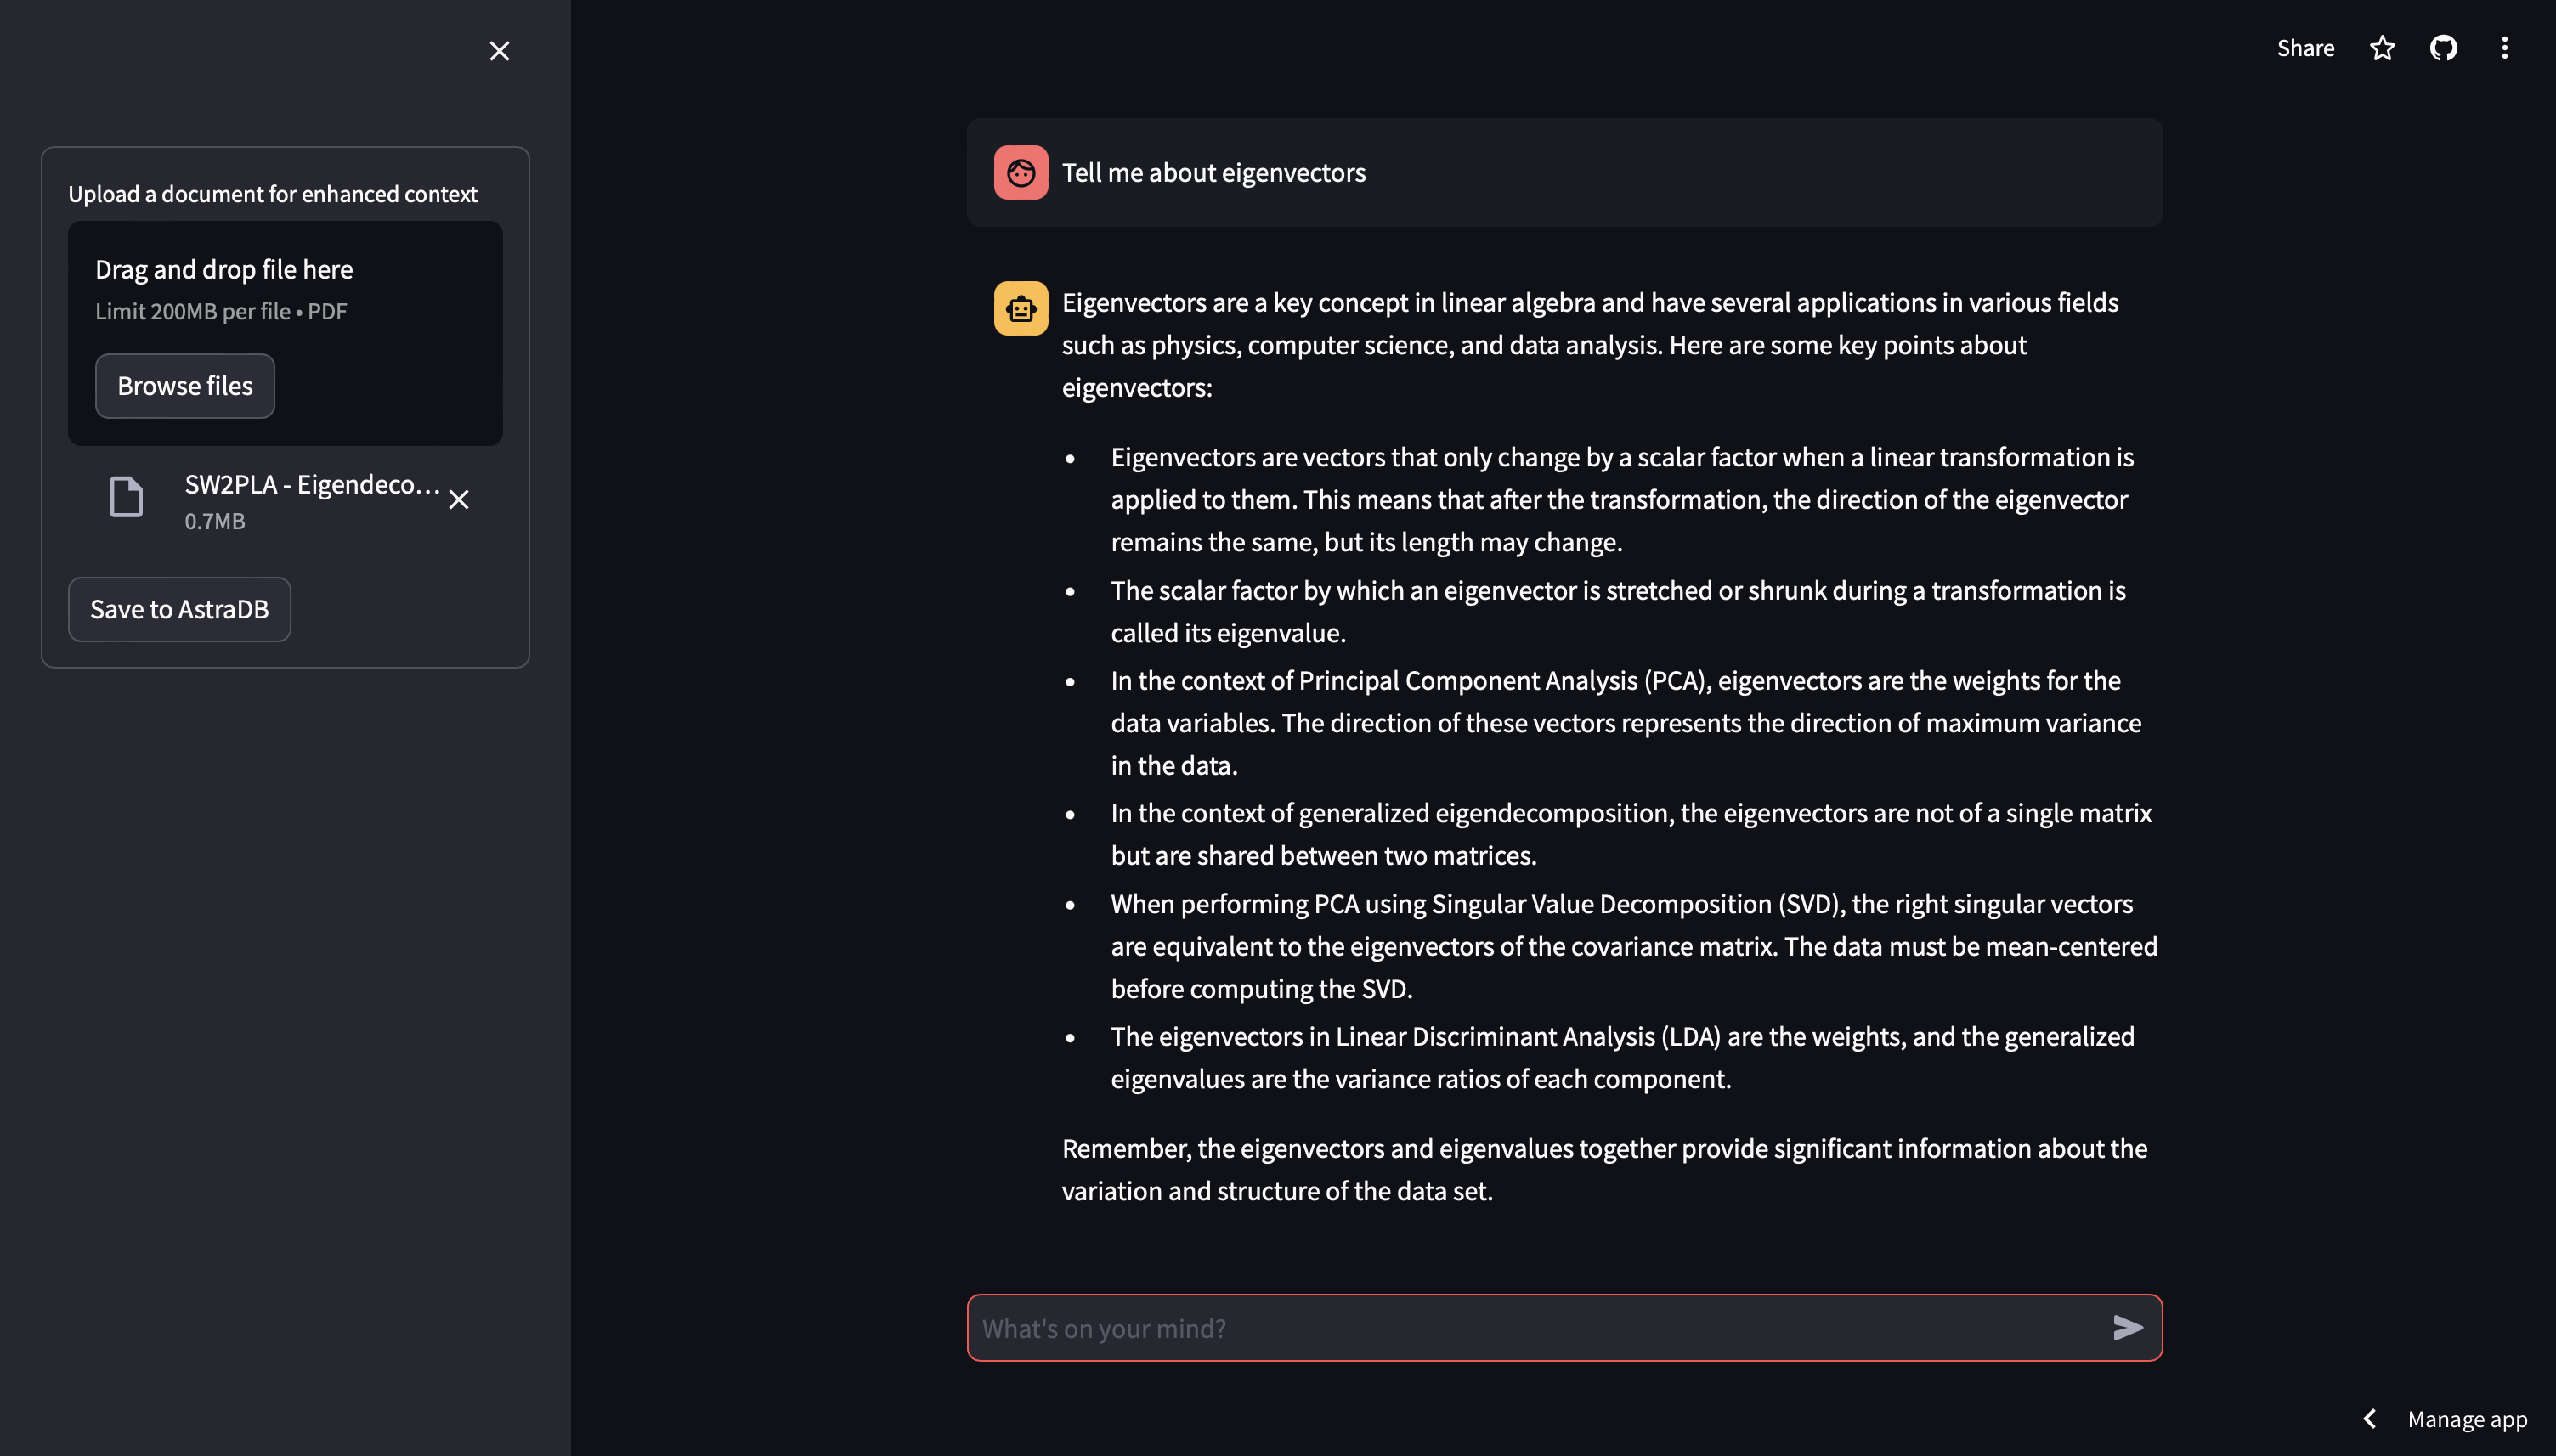 Share
Upload a document for enhanced context
Drag and drop file here
Limit 200MB per file • PDF
Browse files
SW2PLA - Eigendeco...
0.7MB
Save to AstraDB
Tell me about eigenvectors
Eigenvectors are a key concept in linear algebra and have several applications in various fields
such as physics, computer science, and data analysis. Here are some key points about
eigenvectors:
• Eigenvectors are vectors that only change by a scalar factor when a linear transformation is
applied to them. This means that after the transformation, the direction of the eigenvector
remains the same, but its length may change.
• The scalar factor by which an eigenvector is stretched or shrunk during a transformation is
called its eigenvalue.
• In the context of Principal Component Analysis (PCA), eigenvectors are the weights for the
data variables. The direction of these vectors represents the direction of maximum variance
in the data.
• In the context of generalized eigendecomposition, the eigenvectors are not of a single matrix
but are shared between two matrices.
• When performing PCA using Singular Value Decomposition (SVD), the right singular vectors
are equivalent to the eigenvectors of the covariance matrix. The data must be mean-centered
before computing the SVD.
• The eigenvectors in Linear Discriminant Analysis (LDA) are the weights, and the generalized
eigenvalues are the variance ratios of each component.
Remember, the eigenvectors and eigenvalues together provide significant information about the
variation and structure of the data set.
What's on your mind?
Manage app